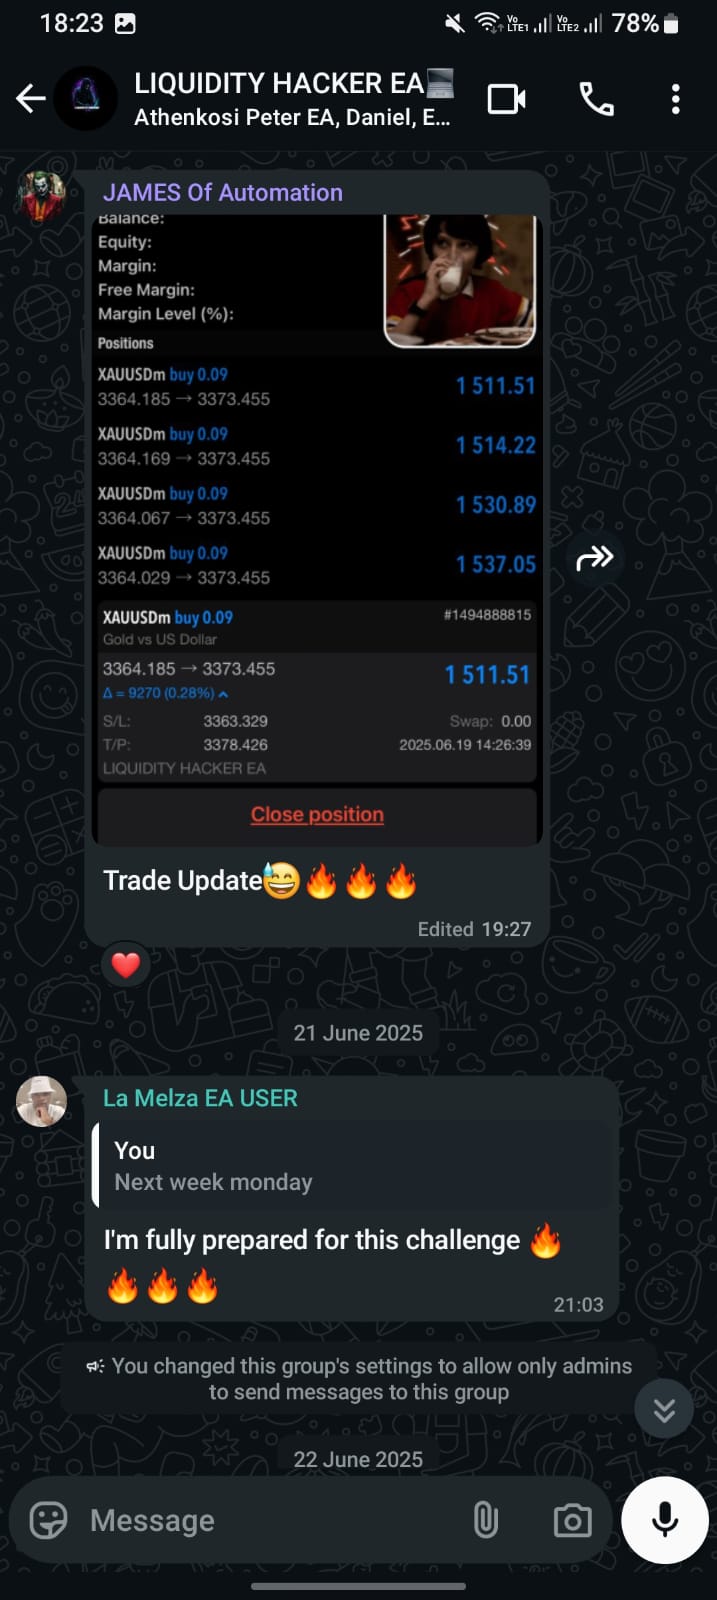 18:23
Vo LTE1 Vo LTE2 78%
LIQUIDITY HACKER EA
Athenkosi Peter EA, Daniel, E...
JAMES Of Automation
Balance:
Equity:
Margin:
Free Margin:
Margin Level (%):
Positions
XAUUSDm buy 0.09
3364.185 → 3373.455
1 511.51
XAUUSDm buy 0.09
3364.169 → 3373.455
1 514.22
XAUUSDm buy 0.09
3364.067 → 3373.455
1 530.89
XAUUSDm buy 0.09
3364.029 → 3373.455
1 537.05
XAUUSDm buy 0.09 #1494888815
Gold vs US Dollar
3364.185 → 3373.455 1 511.51
Δ = 9270 (0.28%)
S/L: 3363.329 Swap: 0.00
T/P: 3378.426 2025.06.19 14:26:39
LIQUIDITY HACKER EA
Close position
Trade Update😅🔥🔥🔥
Edited 19:27
21 June 2025
La Melza EA USER
You
Next week monday
I'm fully prepared for this challenge 🔥
🔥🔥🔥
21:03
You changed this group's settings to allow only admins
to send messages to this group
22 June 2025
Message